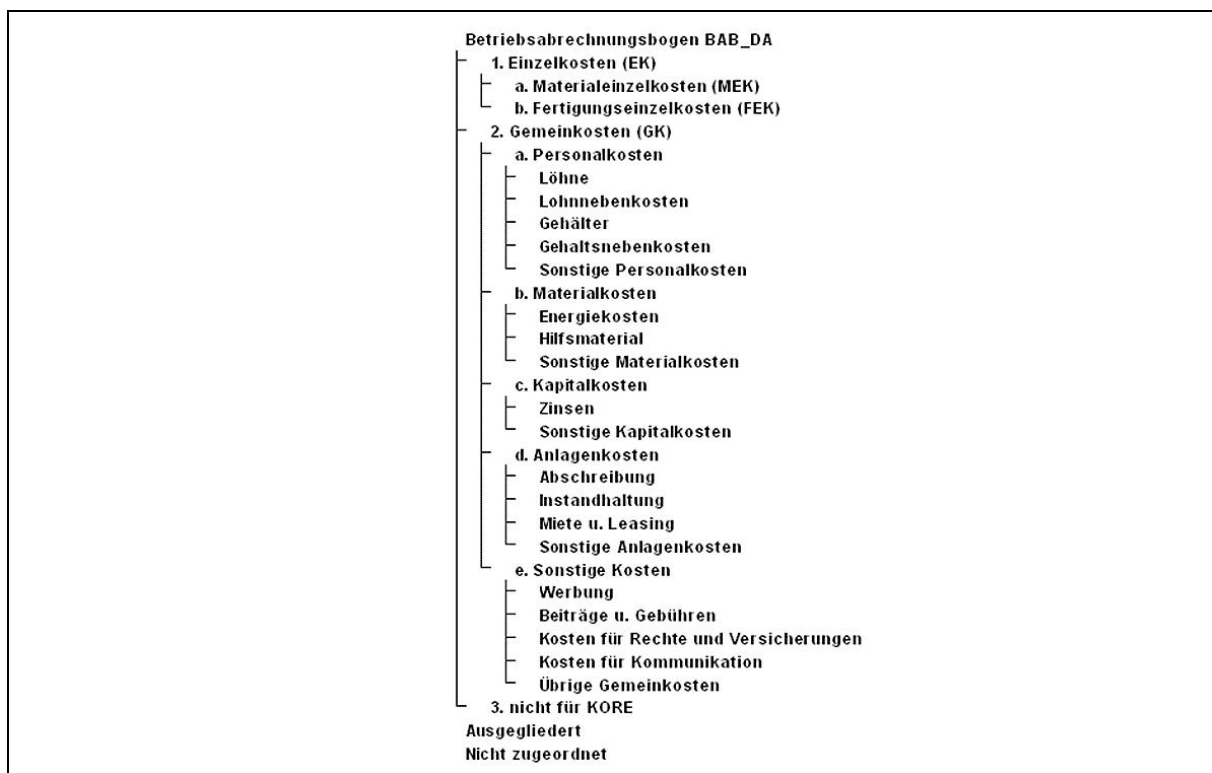 Betriebsabrechnungsbogen BAB_DA
1. Einzelkosten (EK)
a. Materialeinzelkosten (MEK)
b. Fertigungseinzelkosten (FEK)
2. Gemeinkosten (GK)
a. Personalkosten
Löhne
Lohnnebenkosten
Gehälter
Gehaltsnebenkosten
Sonstige Personalkosten
b. Materialkosten
Energiekosten
Hilfsmaterial
Sonstige Materialkosten
c. Kapitalkosten
Zinsen
Sonstige Kapitalkosten
d. Anlagenkosten
Abschreibung
Instandhaltung
Miete u. Leasing
Sonstige Anlagenkosten
e. Sonstige Kosten
Werbung
Beiträge u. Gebühren
Kosten für Rechte und Versicherungen
Kosten für Kommunikation
Übrige Gemeinkosten
3. nicht für KORE
Ausgegliedert
Nicht zugeordnet